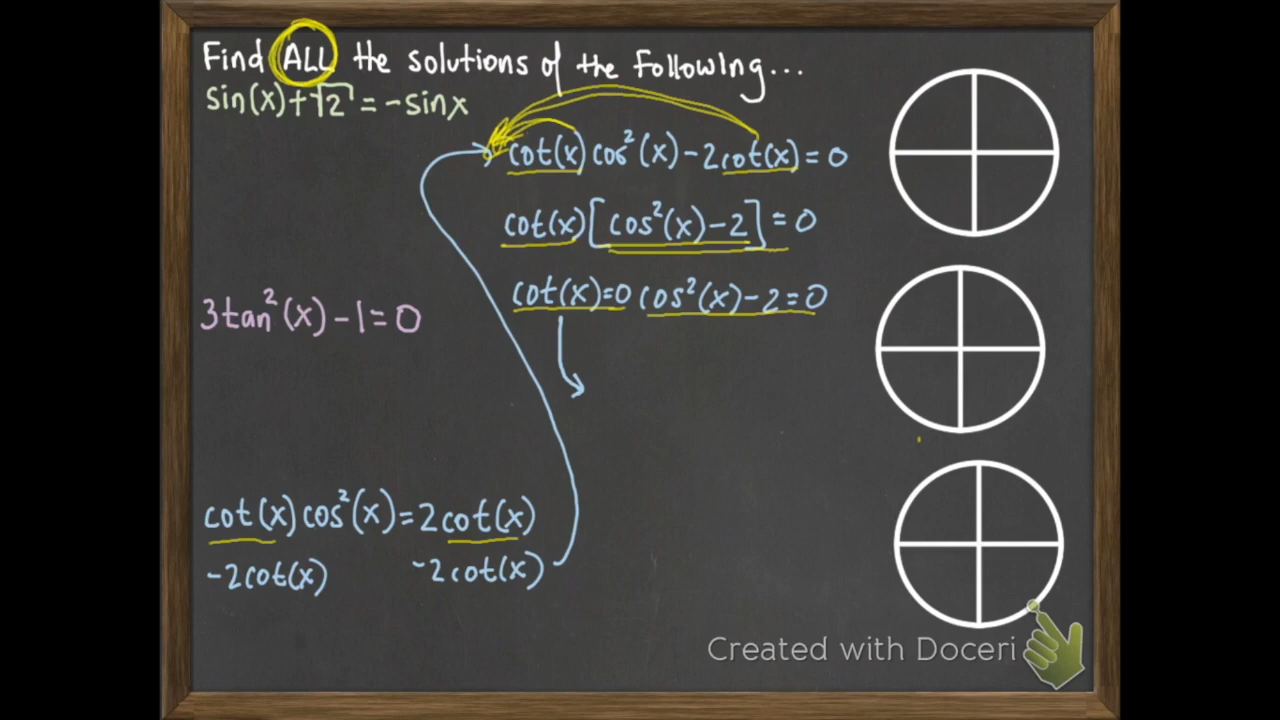 Find ALL the solutions of the Following...
sin(x)+√2 = -sinx
cot(x)cos²(x)-2cot(x)=0
cot(x)[cos²(x)-2]=0
cot(x)=0 cos²(x)-2=0
3tan²(x)-1=0
cot(x)cos²(x)=2cot(x)
-2cot(x) -2cot(x)
Created with Doceri